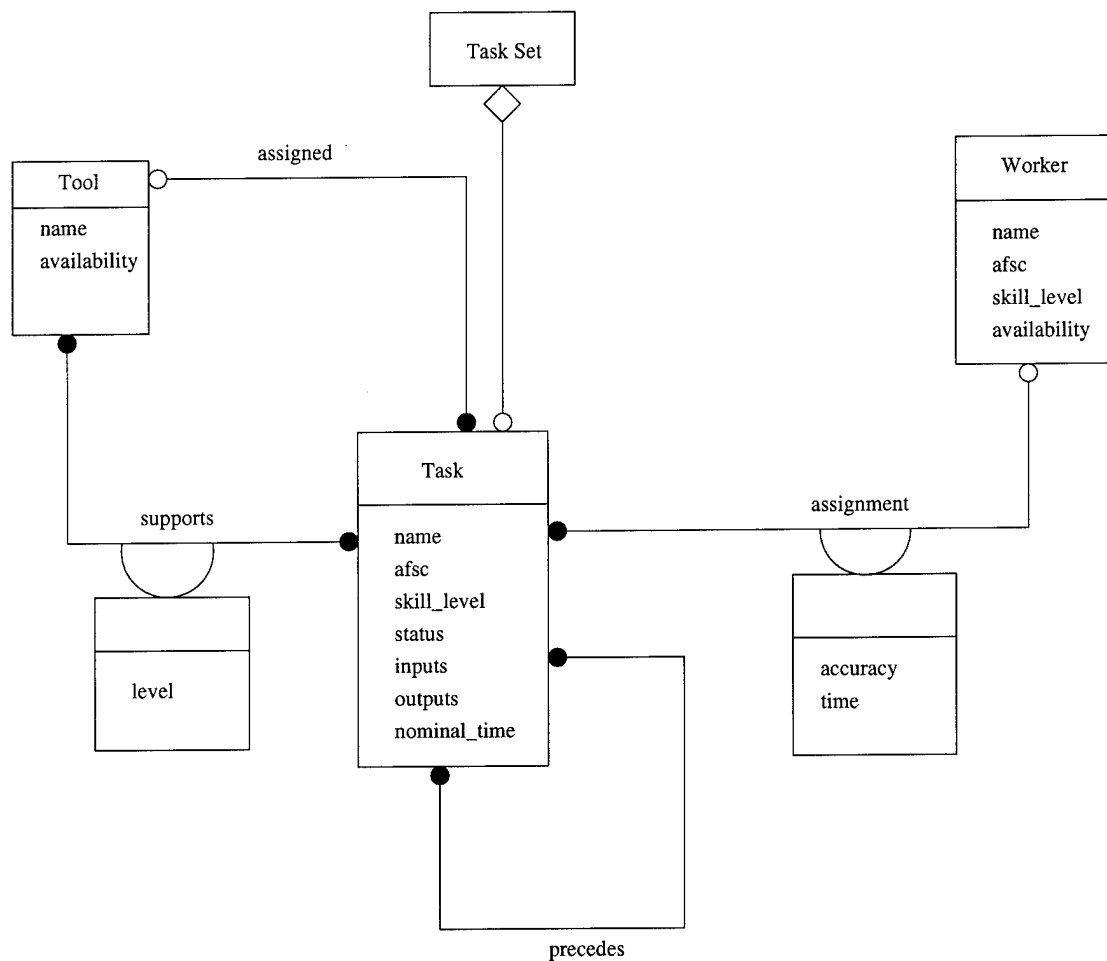 Task Set
assigned
Tool
name
availability
Worker
name
afsc
skill_level
availability
Task
name
afsc
skill_level
status
inputs
outputs
nominal_time
supports
level
assignment
accuracy
time
precedes